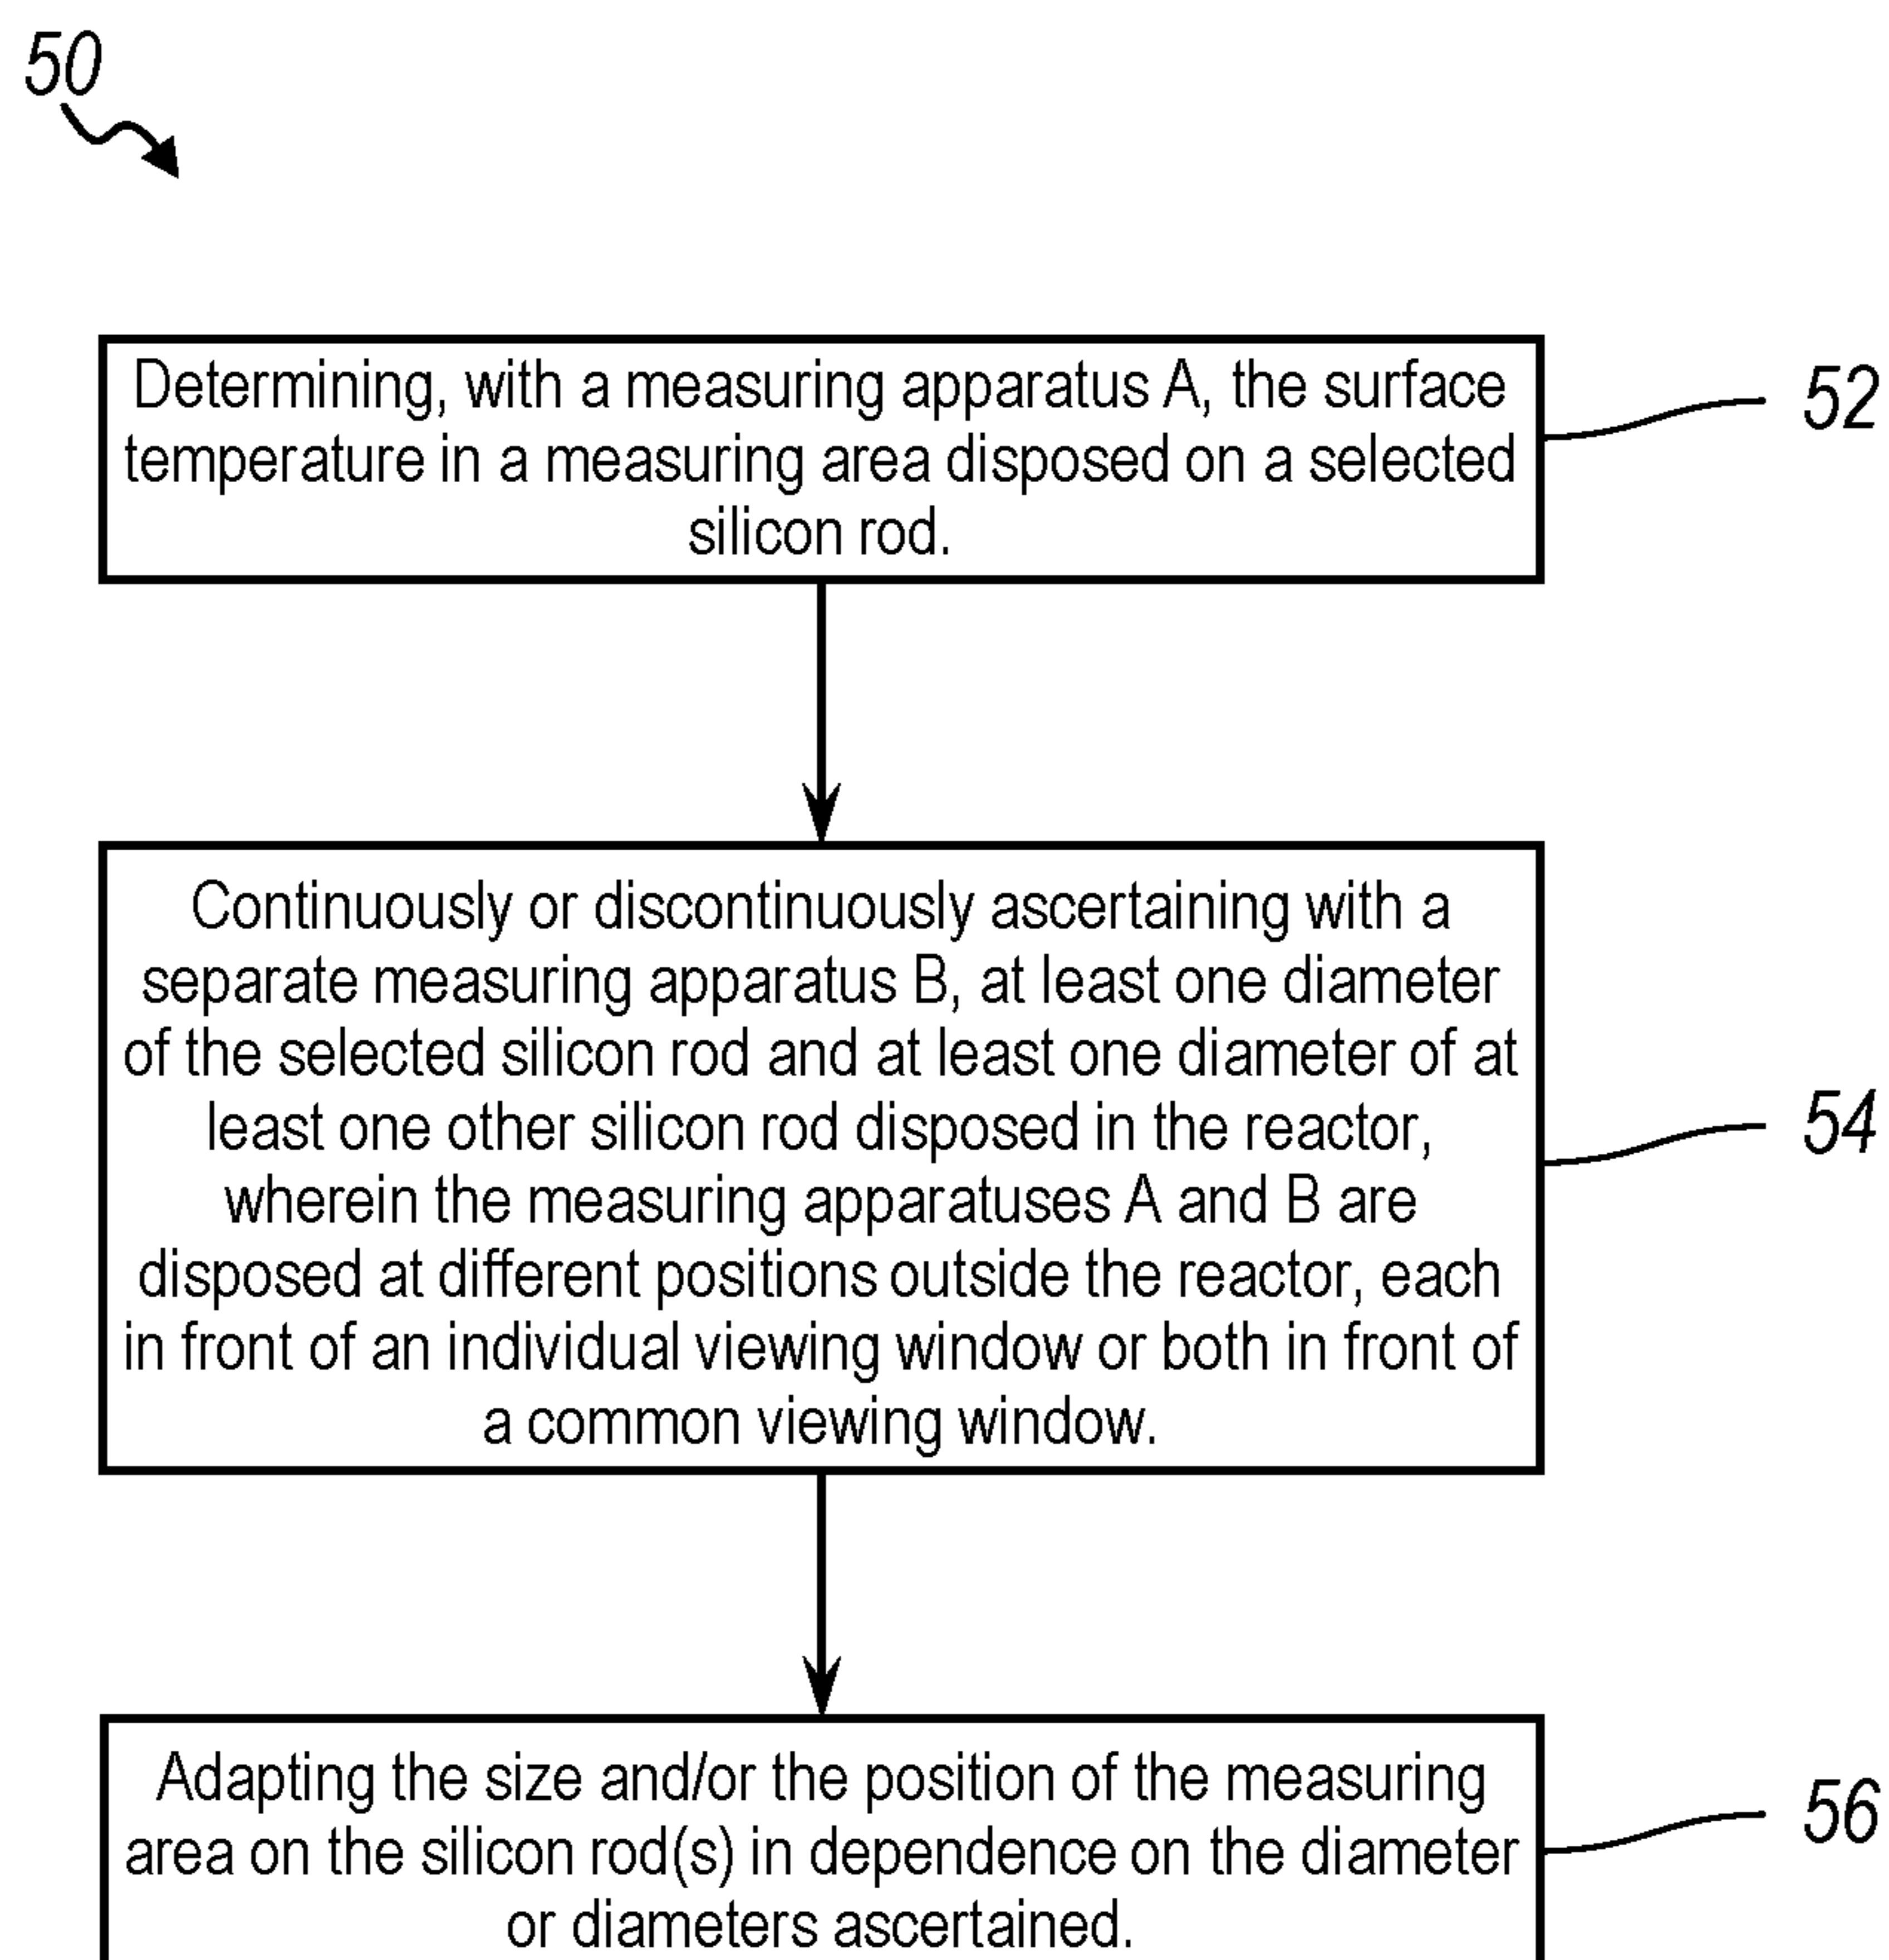 50
Determining, with a measuring apparatus A, the surface
temperature in a measuring area disposed on a selected
silicon rod.
52
Continuously or discontinuously ascertaining with a
separate measuring apparatus B, at least one diameter
of the selected silicon rod and at least one diameter of at
least one other silicon rod disposed in the reactor,
wherein the measuring apparatuses A and B are
disposed at different positions outside the reactor, each
in front of an individual viewing window or both in front of
a common viewing window.
54
Adapting the size and/or the position of the measuring
area on the silicon rod(s) in dependence on the diameter
or diameters ascertained.
56